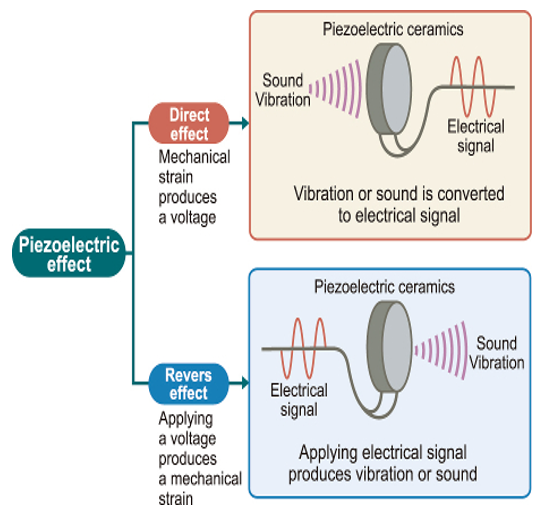 Piezoelectric
effect
Direct
effect
Mechanical
strain
produces
a voltage
Piezoelectric ceramics
Sound
Vibration
Electrical
signal
Vibration or sound is converted
to electrical signal
Revers
effect
Applying
a voltage
produces
a mechanical
strain
Piezoelectric ceramics
Electrical
signal
Sound
Vibration
Applying electrical signal
produces vibration or sound